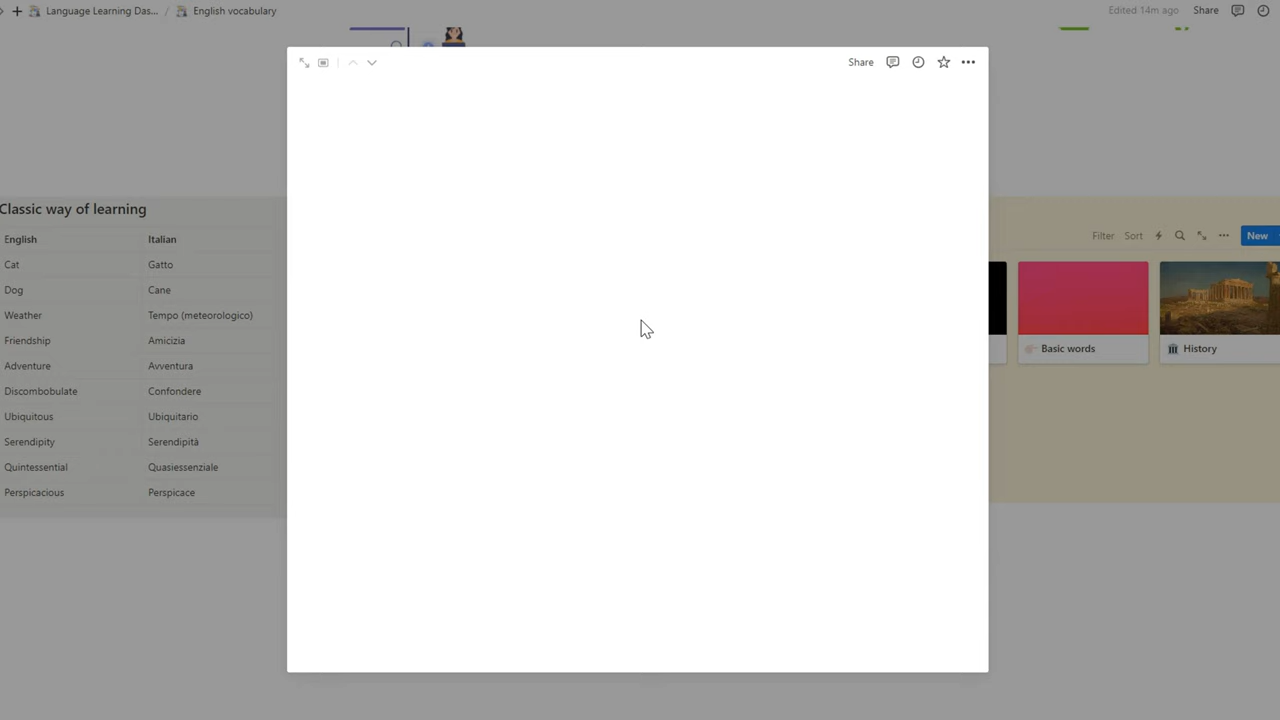 Language Learning Das... / English vocabulary
Edited 14m ago
Share
Share
Classic way of learning
English Italian
Cat Gatto
Dog Cane
Weather Tempo (meteorologico)
Friendship Amicizia
Adventure Avventura
Discombobulate Confondere
Ubiquitous Ubiquitario
Serendipity Serendipità
Quintessential Quasiessenziale
Perspicacious Perspicace
Filter Sort New
Basic words
History